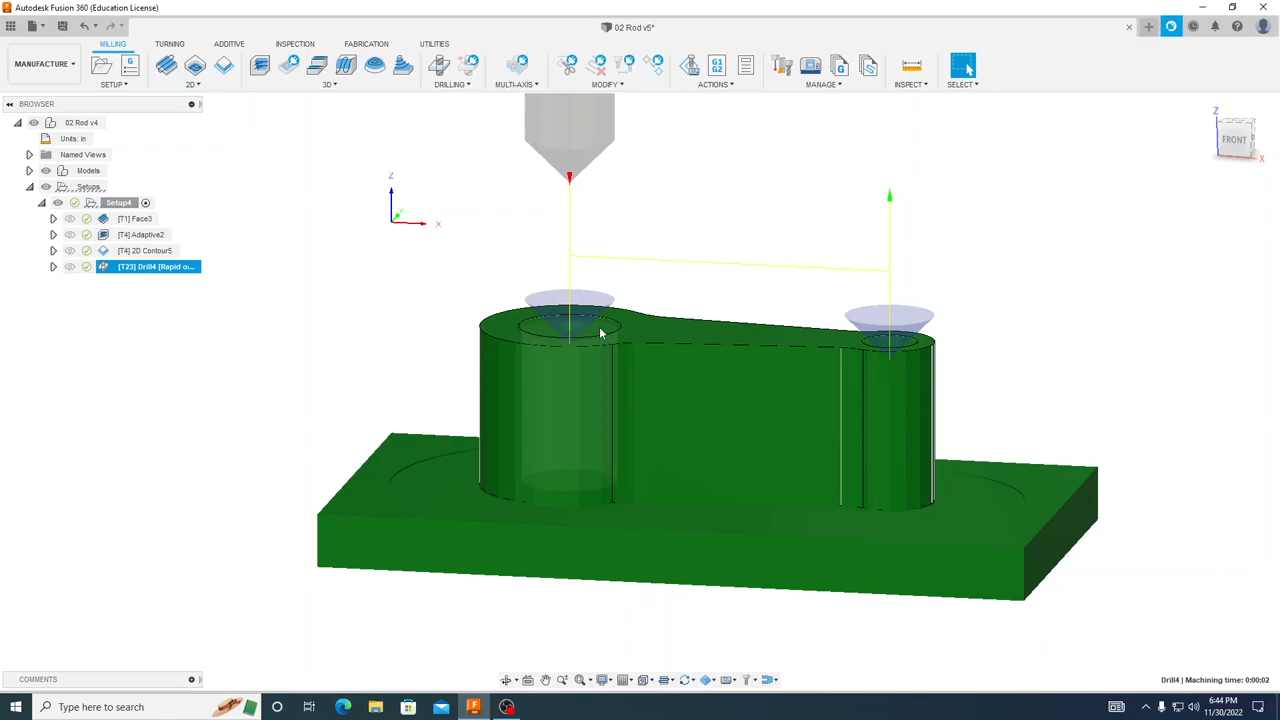 Autodesk Fusion 360 (Education License)
02 Rod v5*
MANUFACTURE
MILLING TURNING ADDITIVE INSPECTION FABRICATION UTILITIES
SETUP 2D 3D DRILLING MULTI-AXIS MODIFY ACTIONS MANAGE INSPECT SELECT
G1
G2
BROWSER
02 Rod v4
Units: in
Named Views
Models
Setups
Setup4
[T1] Face3
[T4] Adaptive2
[T4] 2D Contour5
[T23] Drill4 [Rapid ou...
Z
Y
X
Z
FRONT
X
COMMENTS
Drill4 | Machining time: 0:00:02
Type here to search
6:44 PM
11/30/2022